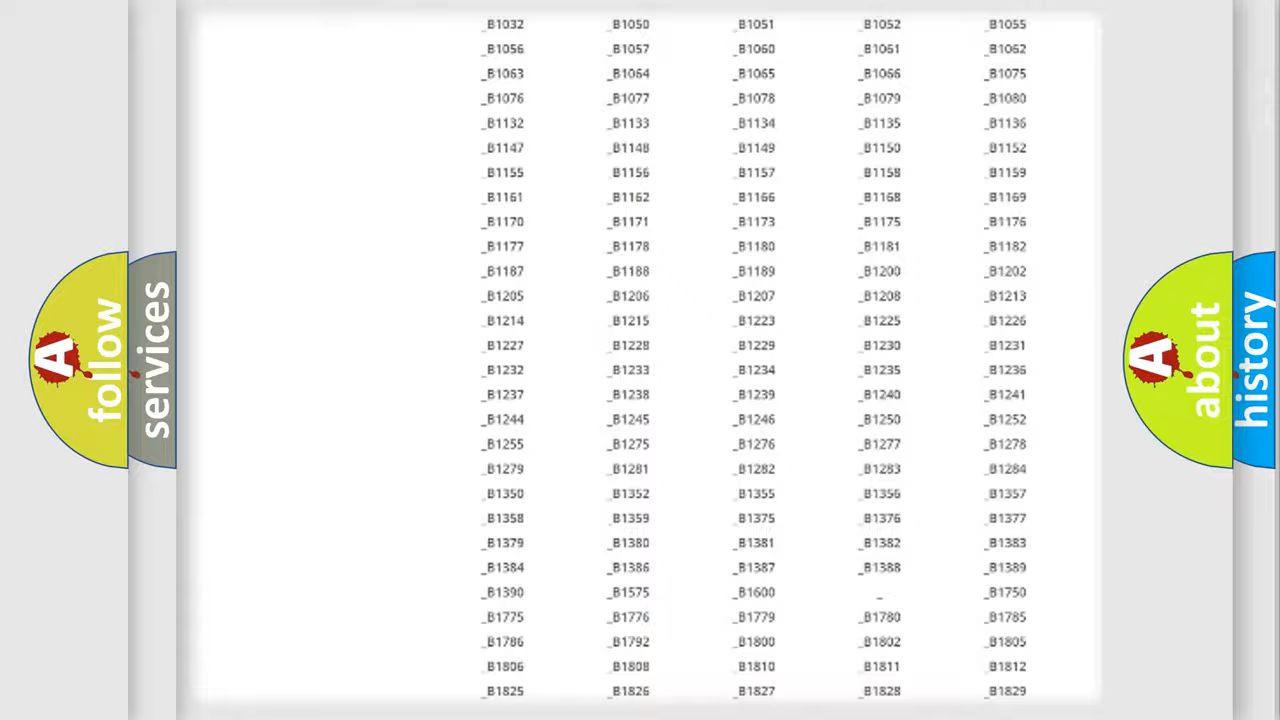 _B1032 _B1050 _B1051 _B1052 _B1055
_B1056 _B1057 _B1060 _B1061 _B1062
_B1063 _B1064 _B1065 _B1066 _B1075
_B1076 _B1077 _B1078 _B1079 _B1080
_B1132 _B1133 _B1134 _B1135 _B1136
_B1147 _B1148 _B1149 _B1150 _B1152
_B1155 _B1156 _B1157 _B1158 _B1159
_B1161 _B1162 _B1166 _B1168 _B1169
_B1170 _B1171 _B1173 _B1175 _B1176
_B1177 _B1178 _B1180 _B1181 _B1182
_B1187 _B1188 _B1189 _B1200 _B1202
_B1205 _B1206 _B1207 _B1208 _B1213
_B1214 _B1215 _B1223 _B1225 _B1226
_B1227 _B1228 _B1229 _B1230 _B1231
_B1232 _B1233 _B1234 _B1235 _B1236
_B1237 _B1238 _B1239 _B1240 _B1241
_B1244 _B1245 _B1246 _B1250 _B1252
_B1255 _B1275 _B1276 _B1277 _B1278
_B1279 _B1281 _B1282 _B1283 _B1284
_B1350 _B1352 _B1355 _B1356 _B1357
_B1358 _B1359 _B1375 _B1376 _B1377
_B1379 _B1380 _B1381 _B1382 _B1383
_B1384 _B1386 _B1387 _B1388 _B1389
_B1390 _B1575 _B1600 _ _B1750
_B1775 _B1776 _B1779 _B1780 _B1785
_B1786 _B1792 _B1800 _B1802 _B1805
_B1806 _B1808 _B1810 _B1811 _B1812
_B1825 _B1826 _B1827 _B1828 _B1829
A
follow
services
A
about
history